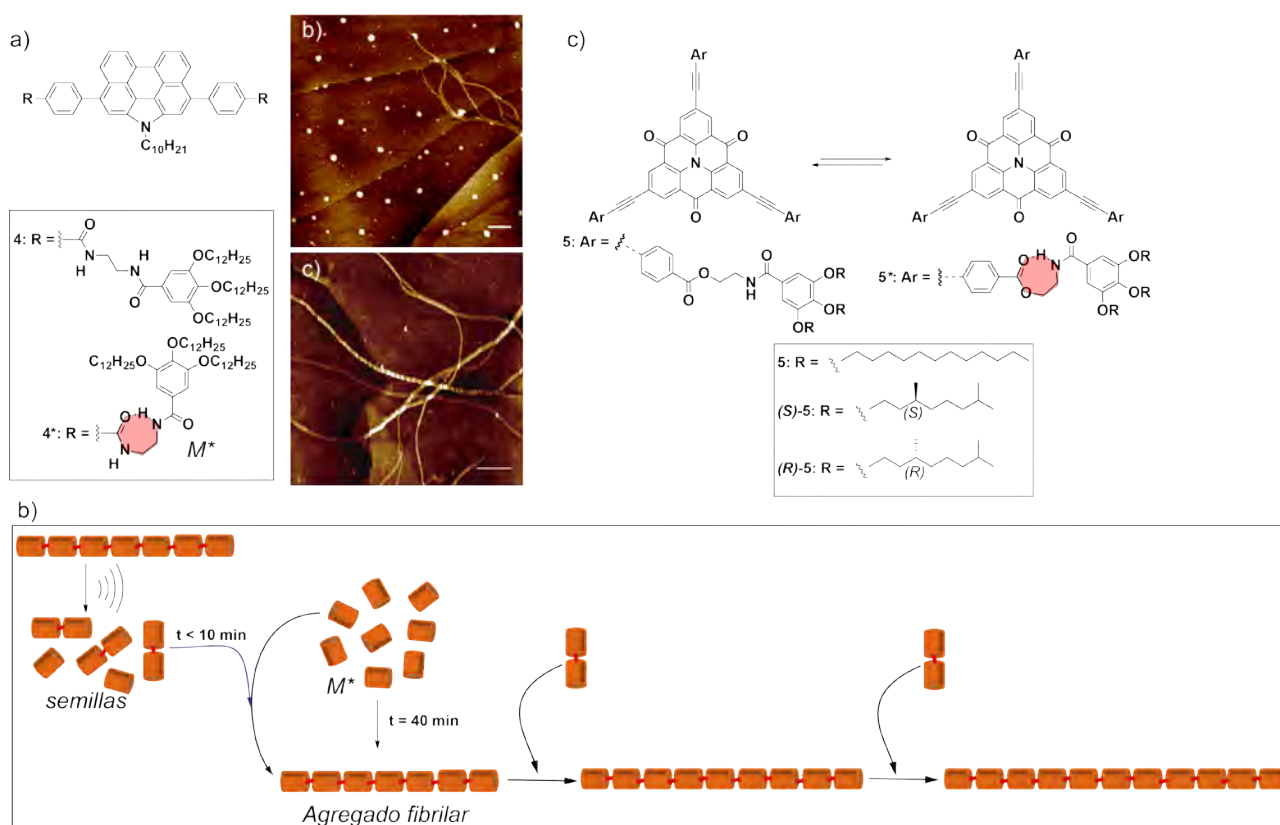 a)
R
R
N
C10H21
4: R =
O
N
H
H
N
O
OC12H25
OC12H25
OC12H25
OC12H25
C12H25O
OC12H25
4*: R =
O
H
N
O
N
H
M*
b).
c)
c)
Ar
O
O
N
Ar
O
Ar
Ar
O
O
N
Ar
O
Ar
5: Ar =
O
O
N
H
O
OR
OR
OR
5*: Ar =
O
H
N
O
O
OR
OR
OR
5: R =
(S)-5: R =
(S)
(R)-5: R =
(R)
b)
t < 10 min
semillas
M*
t = 40 min
Agregado fibrilar